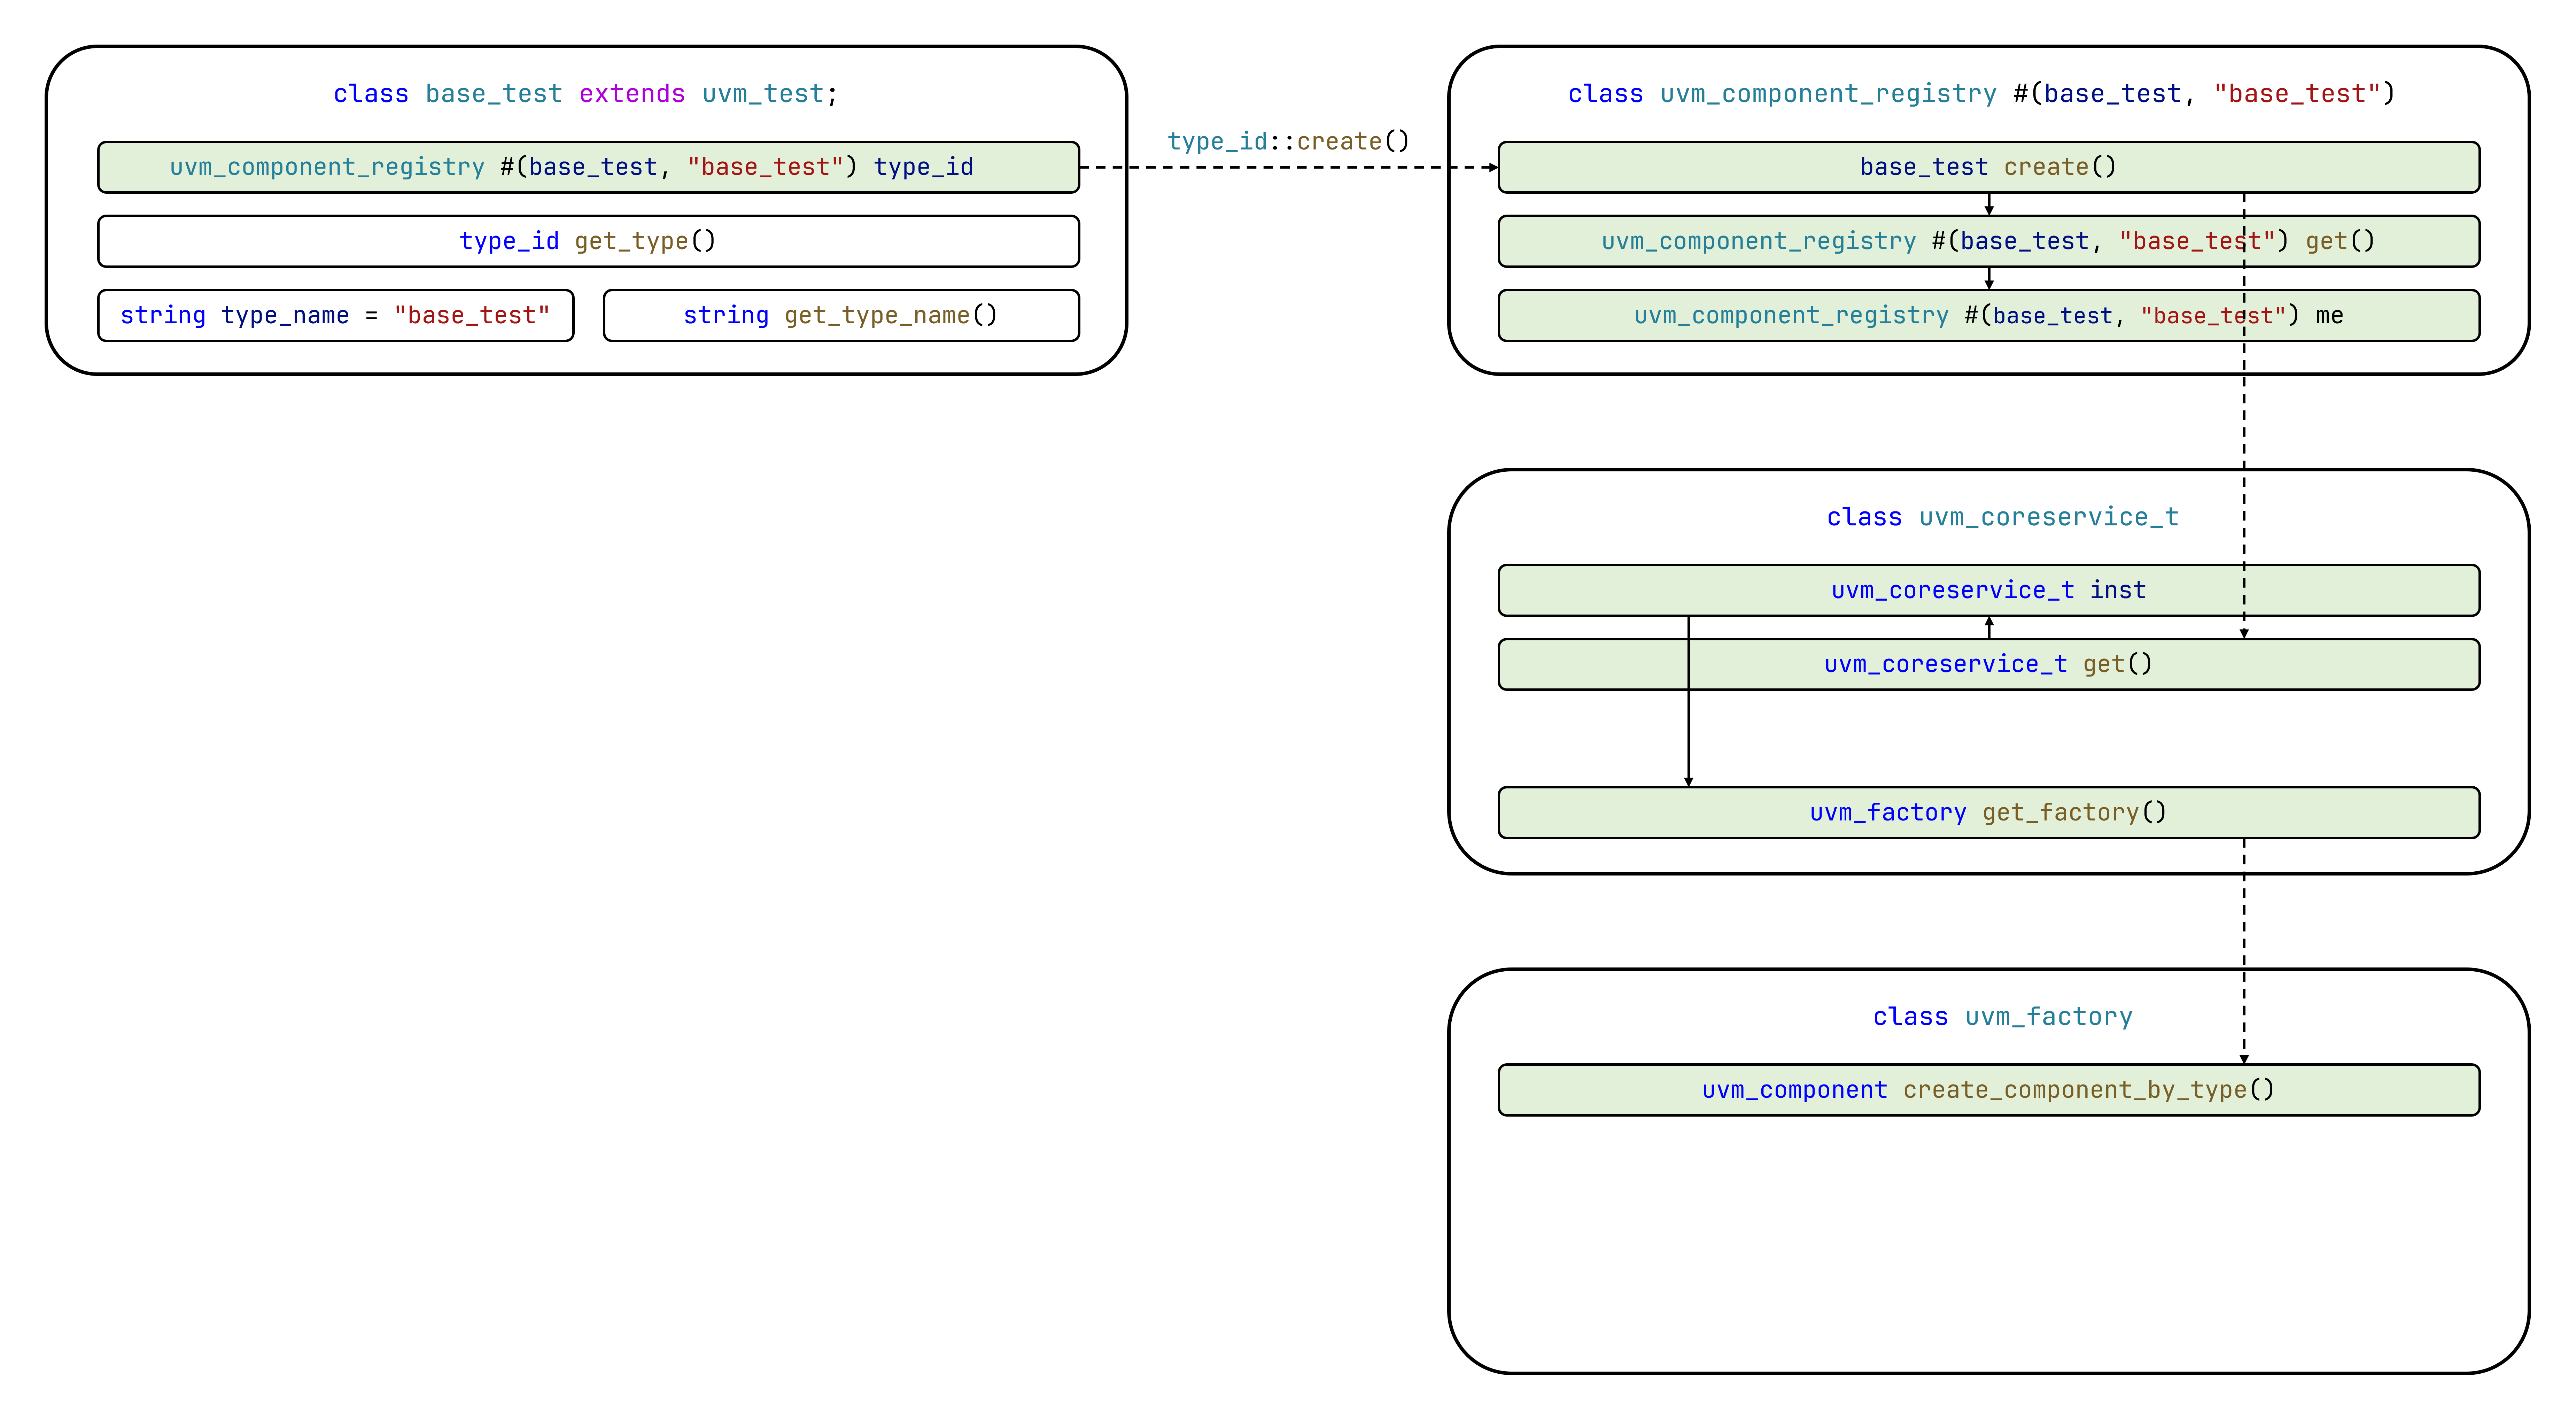 class base_test extends uvm_test;
uvm_component_registry #(base_test, "base_test") type_id
type_id get_type()
string type_name = "base_test"
string get_type_name()
type_id::create()
class uvm_component_registry #(base_test, "base_test")
base_test create()
uvm_component_registry #(base_test, "base_test") get()
uvm_component_registry #(base_test, "base_test") me
class uvm_coreservice_t
uvm_coreservice_t inst
uvm_coreservice_t get()
uvm_factory get_factory()
class uvm_factory
uvm_component create_component_by_type()